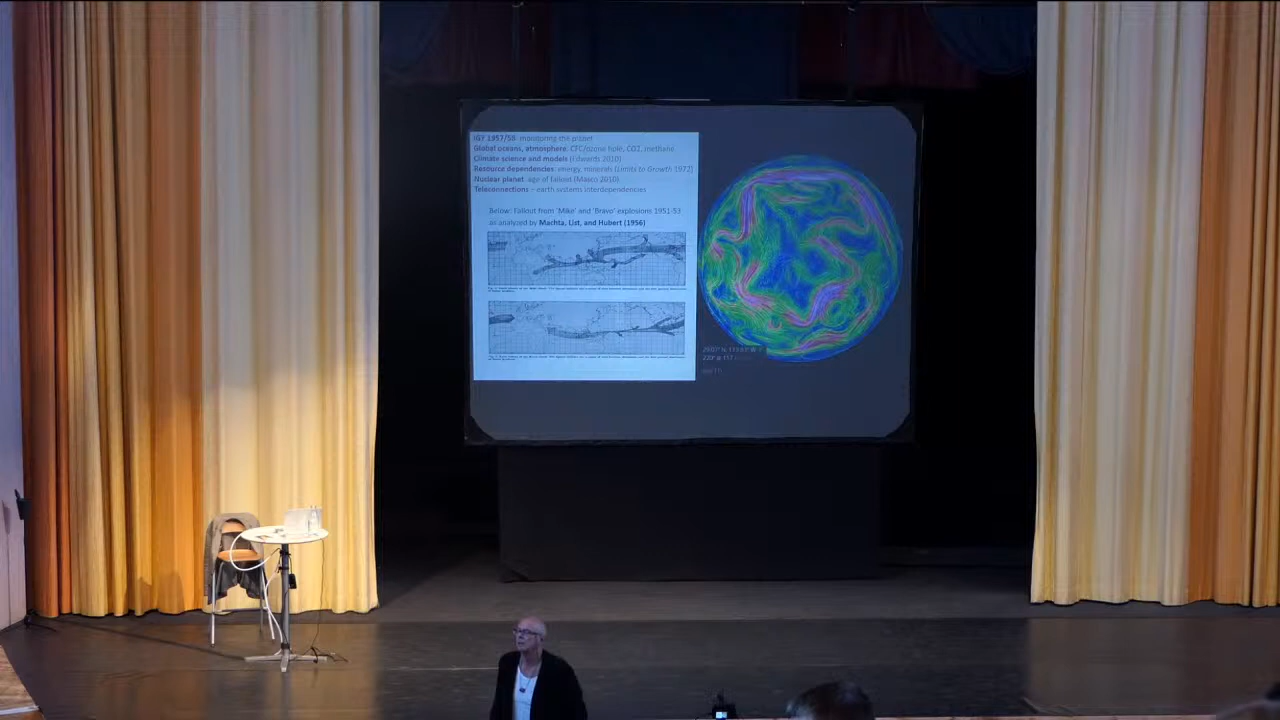 IGY 1957/58: monitoring the planet
Global oceans, atmosphere: CFC/ozone hole, CO2, methane
Climate science and models (Edwards 2010)
Resource dependencies: energy, minerals (Limits to Growth 1972)
Nuclear planet: age of fallout (Masco 2010)
Teleconnections – earth systems interdependencies
Below: Fallout from 'Mike' and 'Bravo' explosions 1951-53
as analyzed by Machta, List, and Hubert (1956)